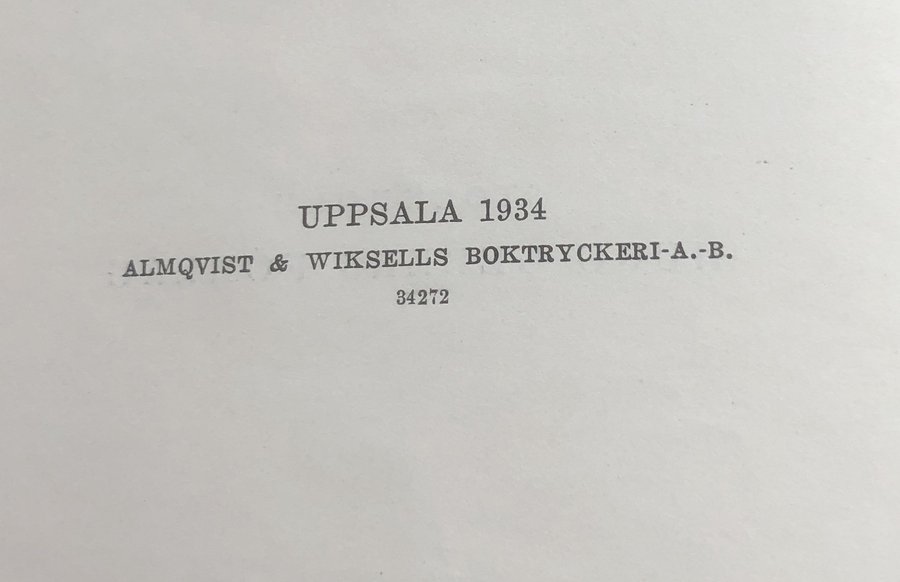 UPPSALA 1934
ALMQVIST & WIKSELLS BOKTRYCKERI-A.-B.
34272